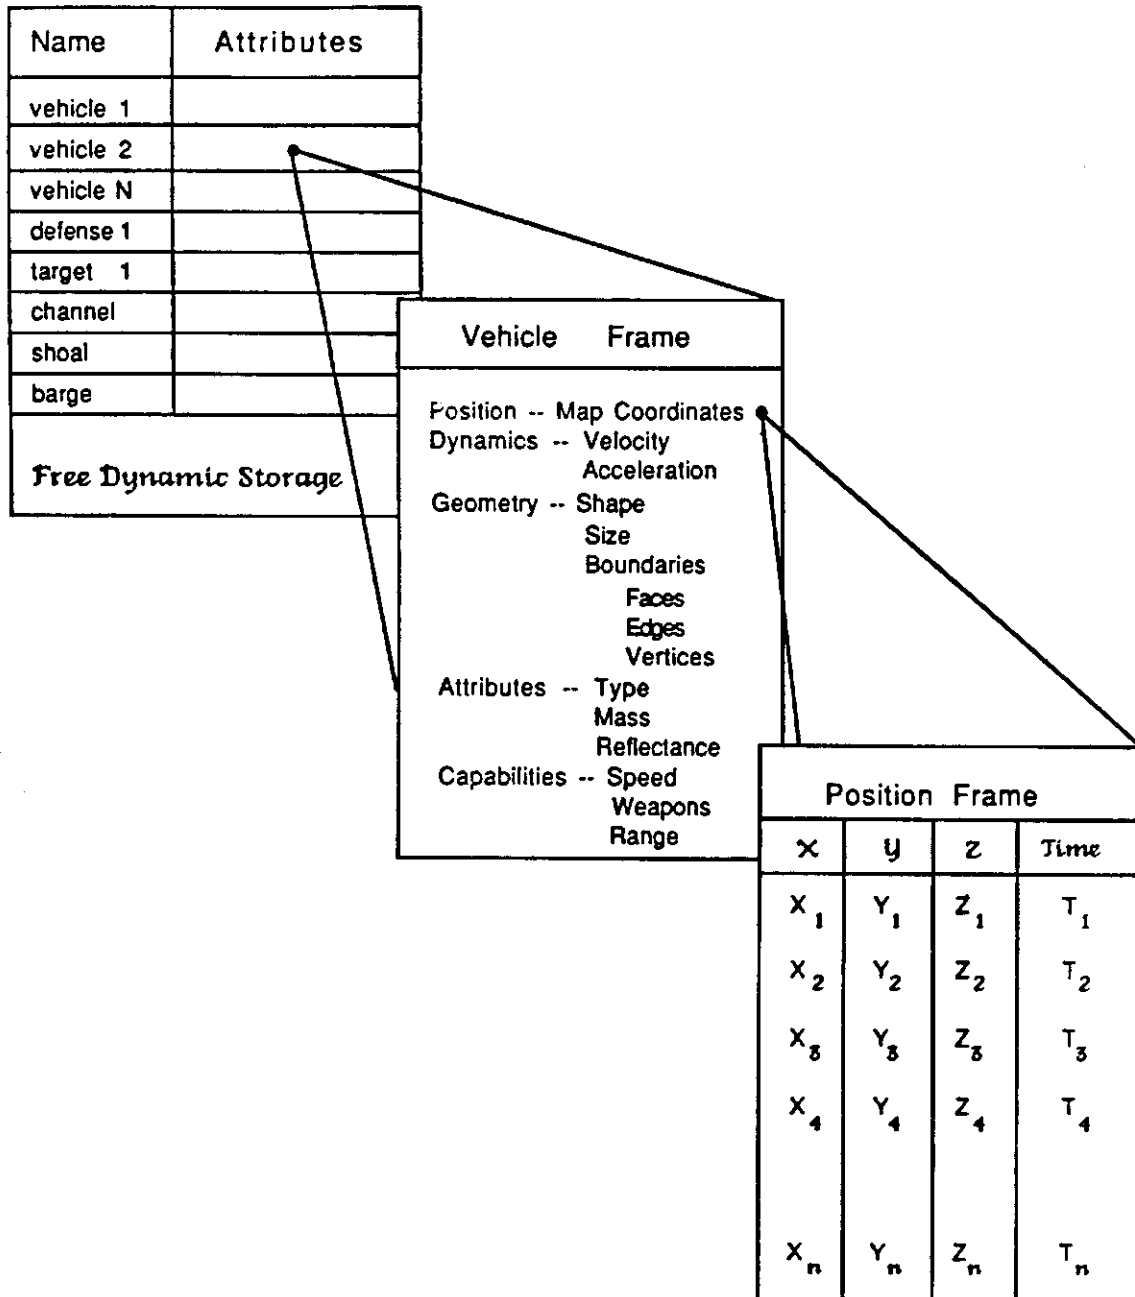 Name Attributes
vehicle 1
vehicle 2
vehicle N
defense 1
target 1
channel
shoal
barge
Free Dynamic Storage
Vehicle Frame
Position -- Map Coordinates
Dynamics -- Velocity
Acceleration
Geometry -- Shape
Size
Boundaries
Faces
Edges
Vertices
Attributes -- Type
Mass
Reflectance
Capabilities -- Speed
Weapons
Range
Position Frame
X Y Z Time
X1 Y1 Z1 T1
X2 Y2 Z2 T2
X3 Y3 Z3 T3
X4 Y4 Z4 T4
Xn Yn Zn Tn